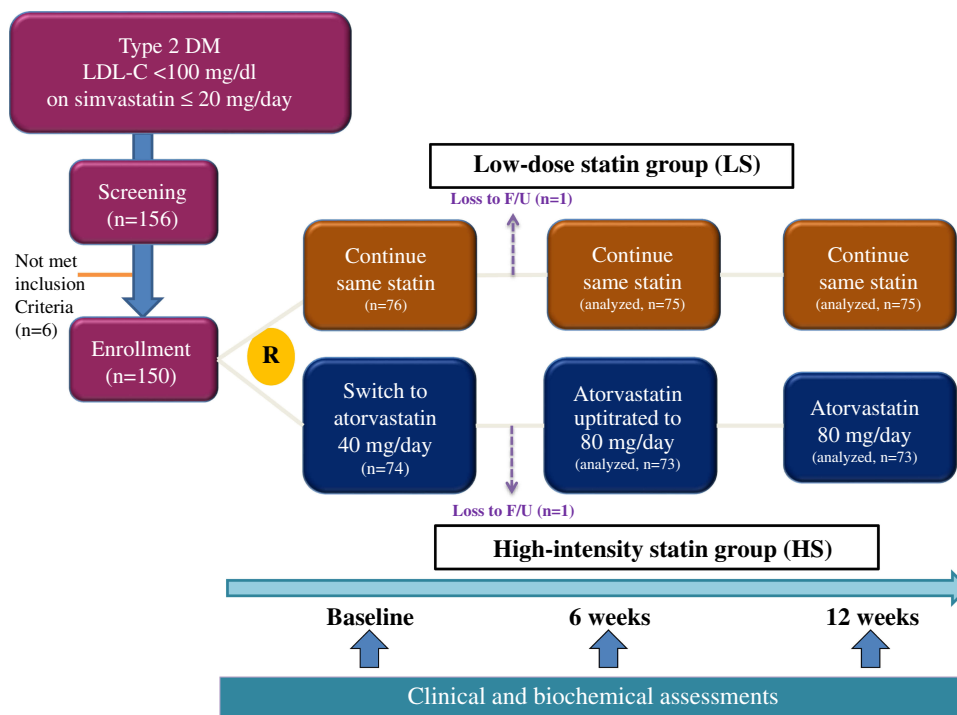 Type 2 DM
LDL-C <100 mg/dl
on simvastatin ≤ 20 mg/day
Screening
(n=156)
Not met
inclusion
Criteria
(n=6)
Enrollment
(n=150)
R
Low-dose statin group (LS)
Loss to F/U (n=1)
Continue
same statin
(n=76)
Continue
same statin
(analyzed, n=75)
Continue
same statin
(analyzed, n=75)
Switch to
atorvastatin
40 mg/day
(n=74)
Atorvastatin
uptitrated to
80 mg/day
(analyzed, n=73)
Atorvastatin
80 mg/day
(analyzed, n=73)
Loss to F/U (n=1)
High-intensity statin group (HS)
Baseline
6 weeks
12 weeks
Clinical and biochemical assessments